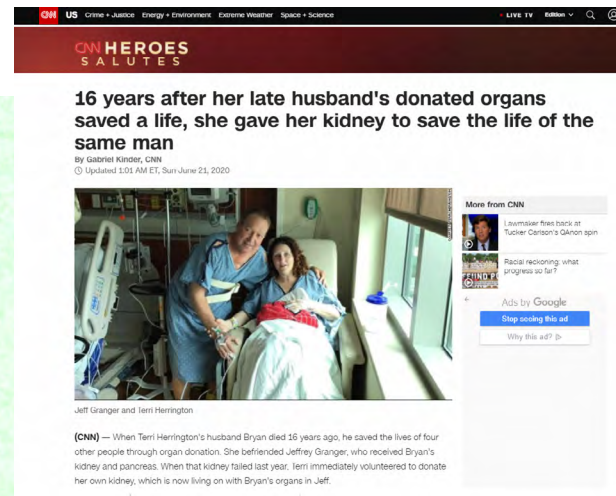 CNN US Crime + Justice Energy + Environment Extreme Weather Space + Science LIVE TV Edition
CNN HEROES
SALUTES
16 years after her late husband's donated organs
saved a life, she gave her kidney to save the life of the
same man
By Gabriel Kinder, CNN
Updated 1:01 AM ET, Sun June 21, 2020
Jeff Granger and Terri Herrington
(CNN) — When Terri Herrington's husband Bryan died 16 years ago, he saved the lives of four
other people through organ donation. She befriended Jeffrey Granger, who received Bryan's
kidney and pancreas. When that kidney failed last year, Terri immediately volunteered to donate
her own kidney, which is now living on with Bryan's organs in Jeff.
More from CNN
Lawmaker fires back at
Tucker Carlson's QAnon spin
Racial reckoning: what
progress so far?
Ads by Google
Stop seeing this ad
Why this ad?